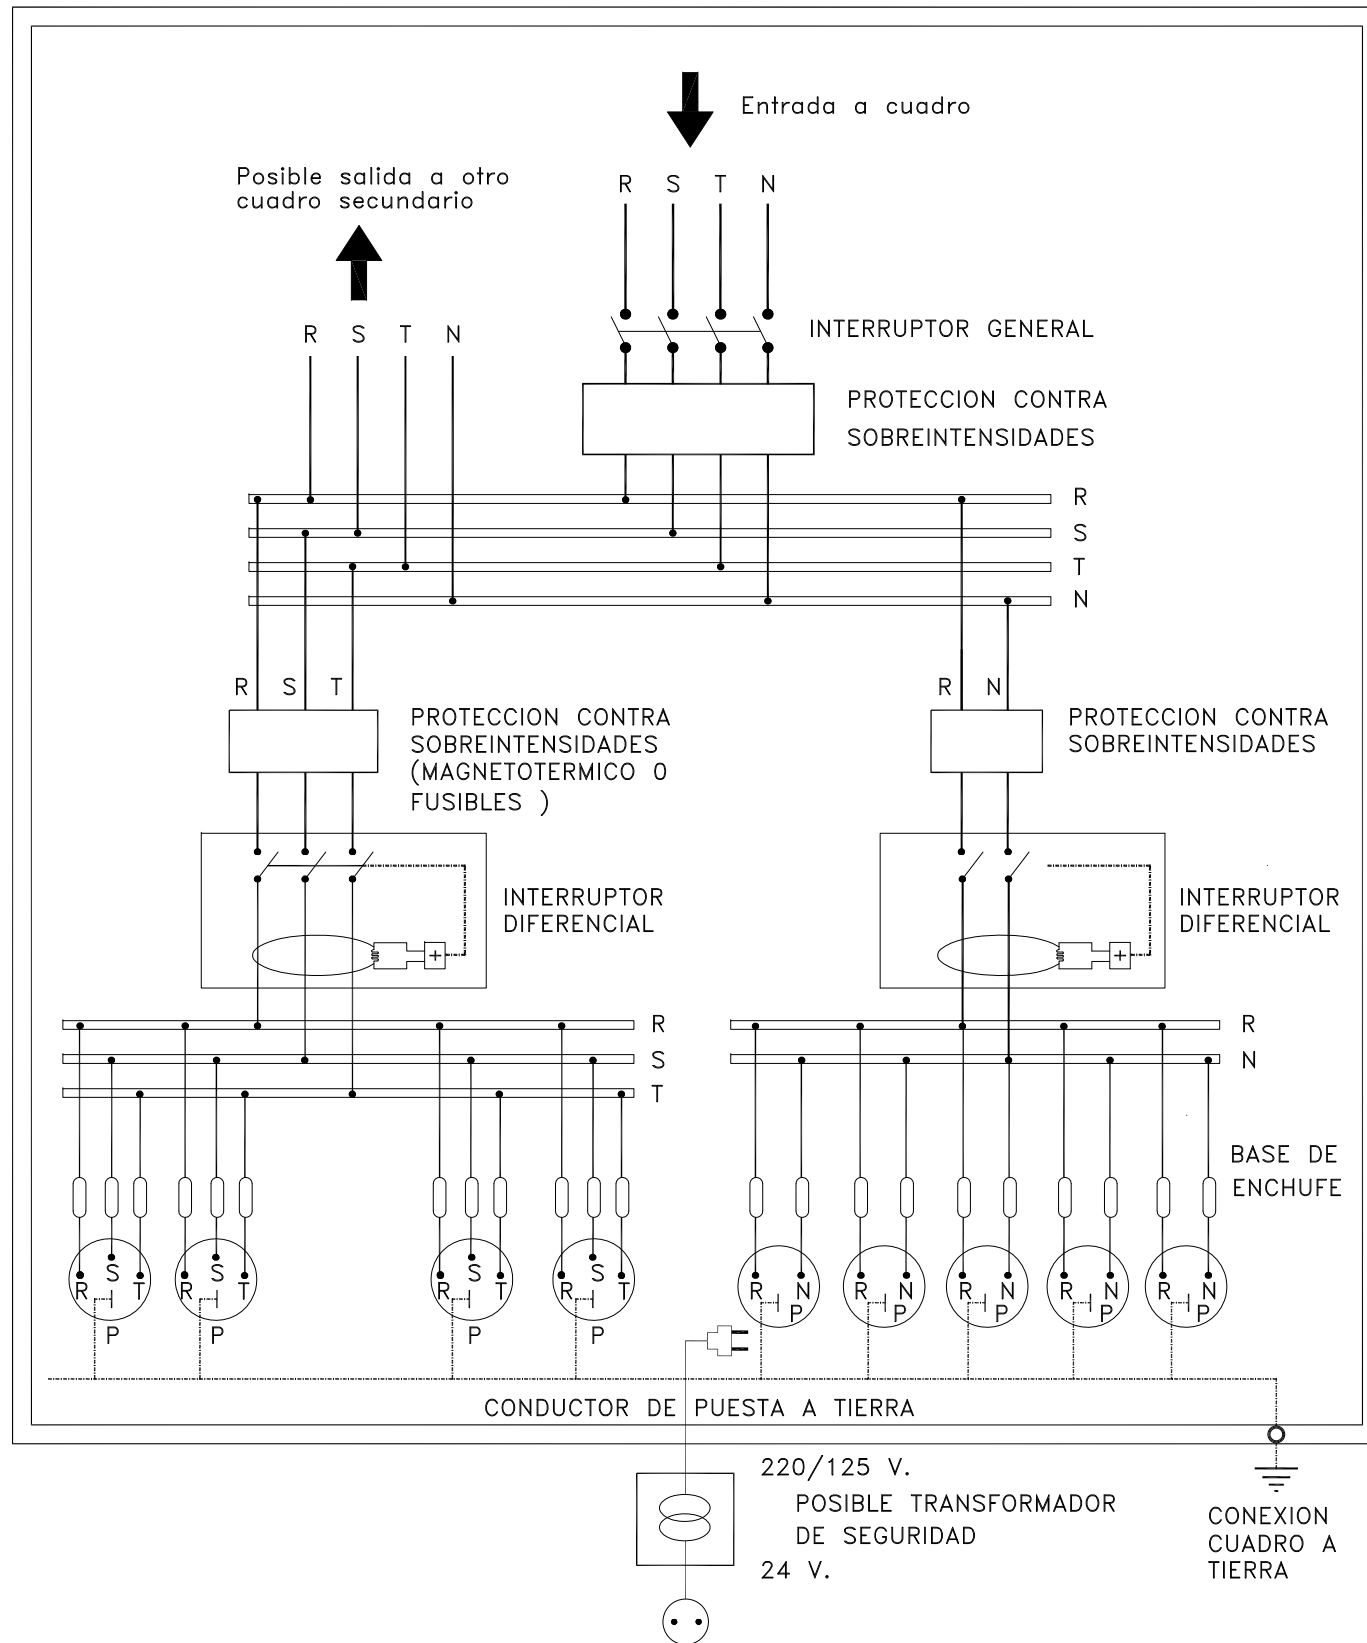 Entrada a cuadro
Posible salida a otro
cuadro secundario
R S T N
R S T N
INTERRUPTOR GENERAL
PROTECCION CONTRA
SOBREINTENSIDADES
R
S
T
N
R S T
R N
PROTECCION CONTRA
SOBREINTENSIDADES
(MAGNETOTERMICO O
FUSIBLES )
PROTECCION CONTRA
SOBREINTENSIDADES
INTERRUPTOR
DIFERENCIAL
INTERRUPTOR
DIFERENCIAL
+
+
R
S
T
R
N
BASE DE
ENCHUFE
R S T
P
R S T
P
R S T
P
R S T
P
R N
P
R N
P
R N
P
R N
P
R N
P
CONDUCTOR DE PUESTA A TIERRA
220/125 V.
POSIBLE TRANSFORMADOR
DE SEGURIDAD
24 V.
CONEXION
CUADRO A
TIERRA